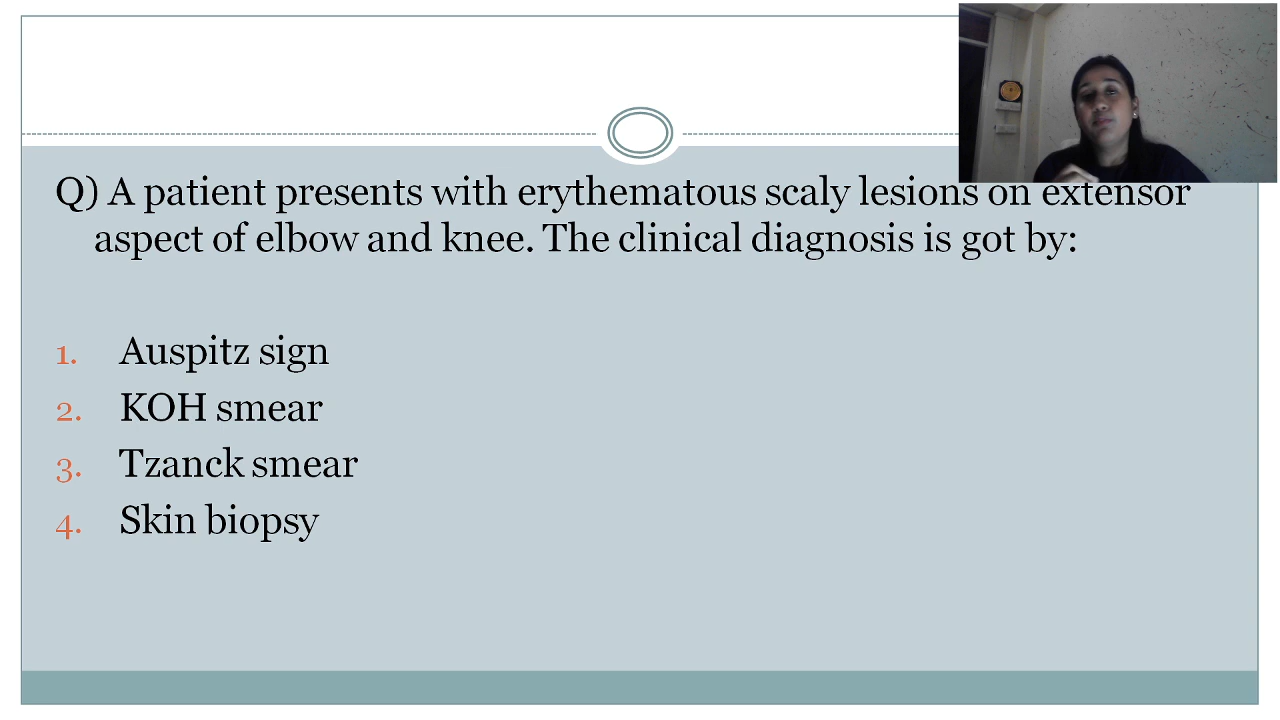 Q) A patient presents with erythematous scaly lesions on extensor
aspect of elbow and knee. The clinical diagnosis is got by:
1. Auspitz sign
2. KOH smear
3. Tzanck smear
4. Skin biopsy